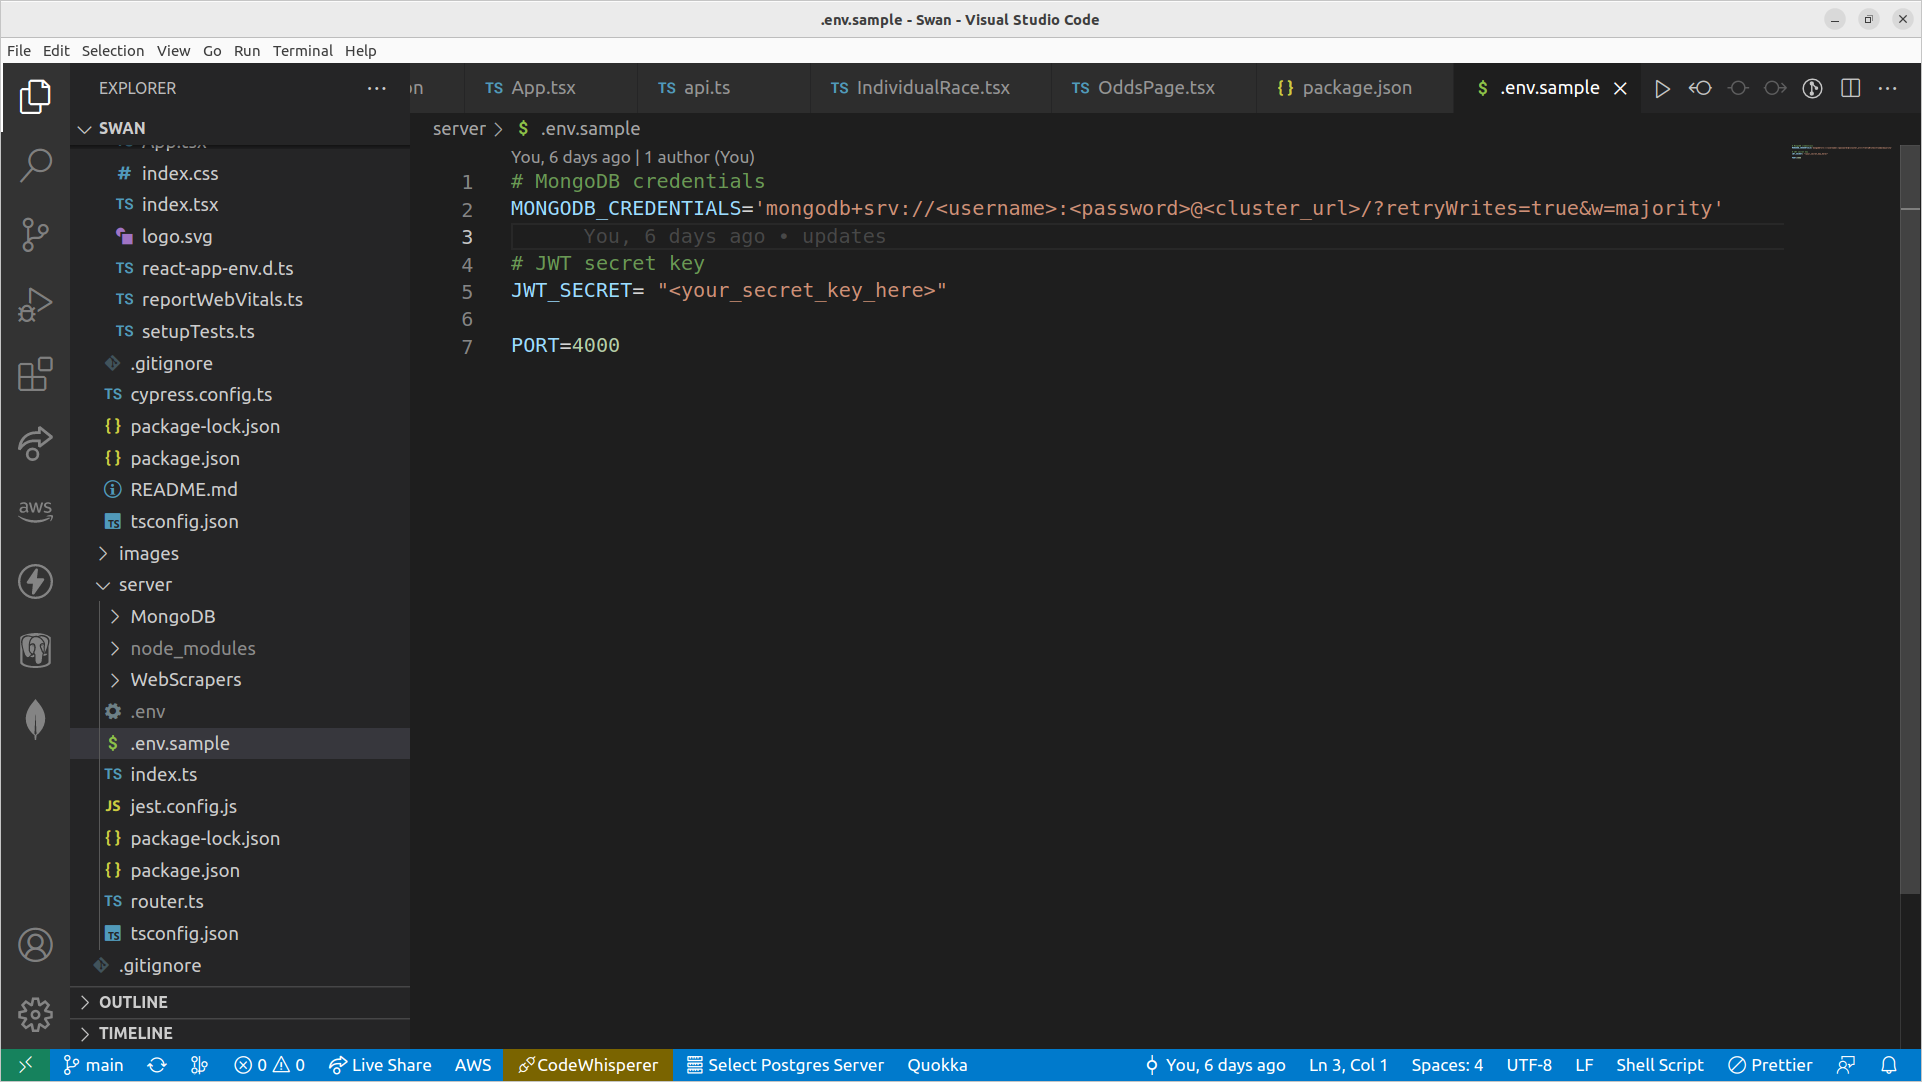 .env.sample - Swan - Visual Studio Code
File Edit Selection View Go Run Terminal Help
EXPLORER
SWAN
App.tsx
# index.css
TS index.tsx
logo.svg
TS react-app-env.d.ts
TS reportWebVitals.ts
TS setupTests.ts
.gitignore
TS cypress.config.ts
{} package-lock.json
{} package.json
README.md
TS tsconfig.json
images
server
MongoDB
node_modules
WebScrapers
.env
$ .env.sample
TS index.ts
JS jest.config.js
{} package-lock.json
{} package.json
TS router.ts
TS tsconfig.json
.gitignore
OUTLINE
TIMELINE
aws
on TS App.tsx TS api.ts TS IndividualRace.tsx TS OddsPage.tsx {} package.json $ .env.sample
server > $ .env.sample
You, 6 days ago | 1 author (You)
1 # MongoDB credentials
2 MONGODB_CREDENTIALS='mongodb+srv://<username>:<password>@<cluster_url>/?retryWrites=true&w=majority'
3 You, 6 days ago • updates
4 # JWT secret key
5 JWT_SECRET= "<your_secret_key_here>"
6
7 PORT=4000
main 0 0 Live Share AWS CodeWhisperer Select Postgres Server Quokka You, 6 days ago Ln 3, Col 1 Spaces: 4 UTF-8 LF Shell Script Prettier